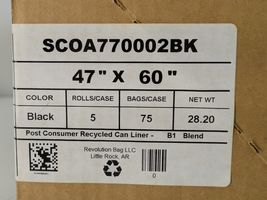 SCOA770002BK
47" X 60"
COLOR ROLLS/CASE BAGS/CASE NET WT
Black 5 75 28.20
Post Consumer Recycled Can Liner - B1 Blend
Revolution Bag LLC
Little Rock, AR
0